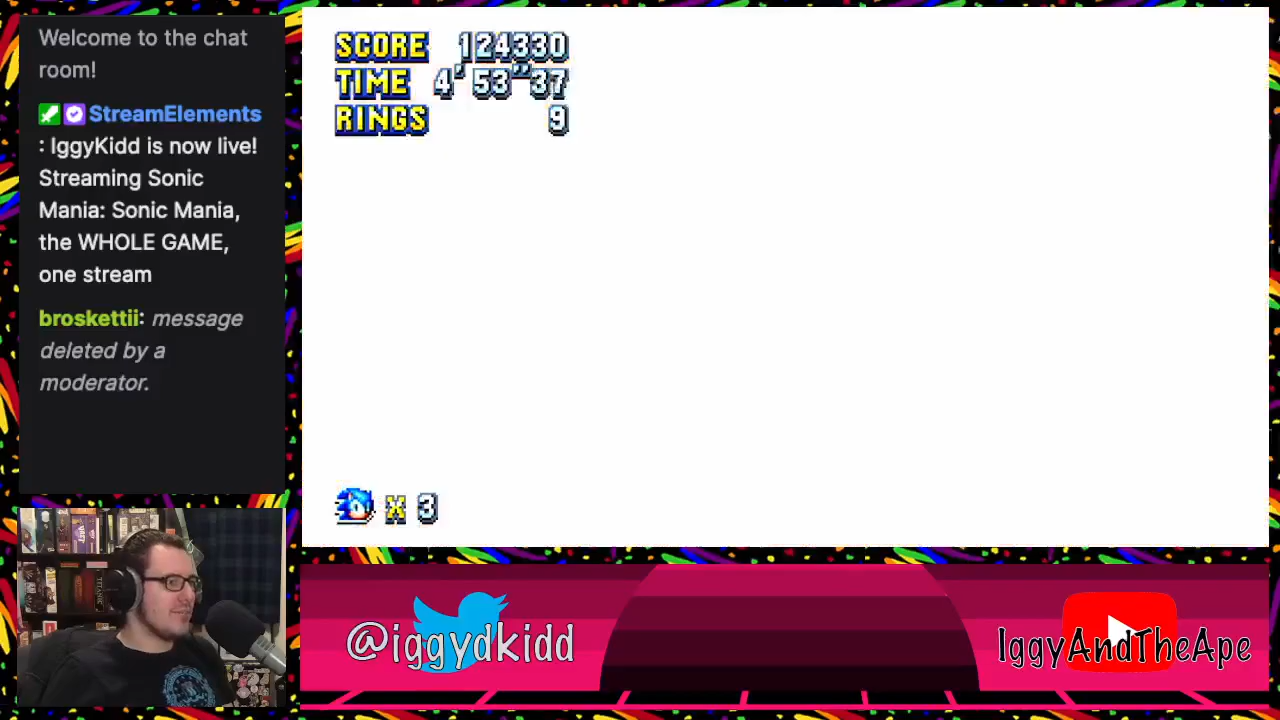 Welcome to the chat
room!
StreamElements
: IggyKidd is now live!
Streaming Sonic
Mania: Sonic Mania,
the WHOLE GAME,
one stream
broskettii: message
deleted by a
moderator.
SCORE 124330
TIME 4'53"37
RINGS 9
X 3
@iggydkidd
IggyAndTheApe